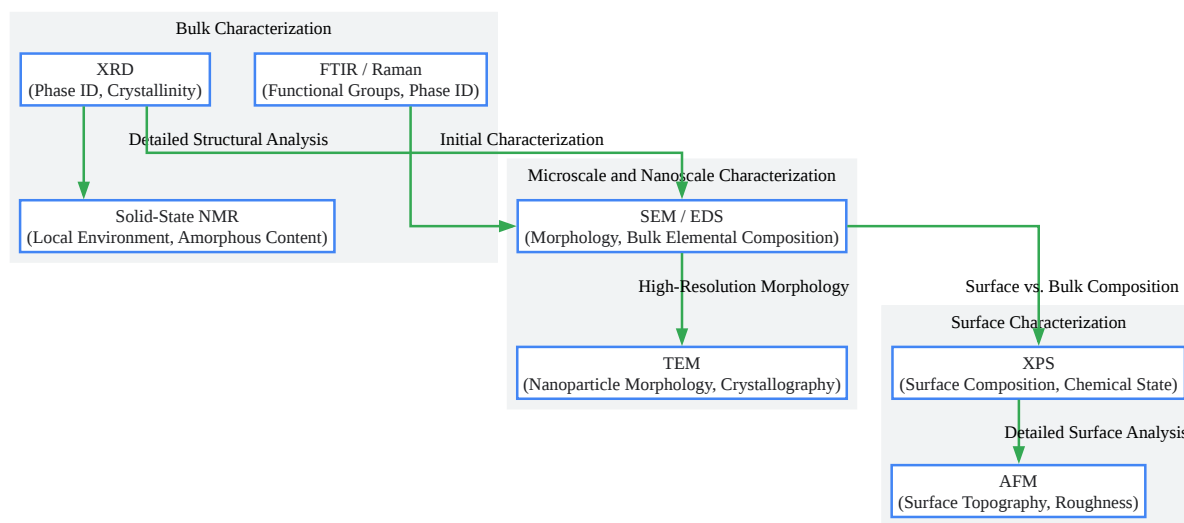 Bulk Characterization
XRD
(Phase ID, Crystallinity)
FTIR / Raman
(Functional Groups, Phase ID)
Detailed Structural Analysis
Initial Characterization
Microscale and Nanoscale Characterization
Solid-State NMR
(Local Environment, Amorphous Content)
SEM / EDS
(Morphology, Bulk Elemental Composition)
High-Resolution Morphology
Surface vs. Bulk Composition
Surface Characterization
TEM
(Nanoparticle Morphology, Crystallography)
XPS
(Surface Composition, Chemical State)
Detailed Surface Analysis
AFM
(Surface Topography, Roughness)